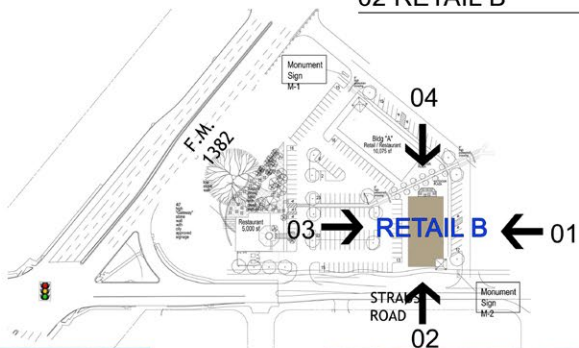 02 RETAIL B
Monument
Sign
M-1
04
F.M.
1382
Bldg "A"
Retail / Restaurant
10,075 sf
Restaurant
5,000 sf
03
RETAIL B
01
STRAUS
ROAD
Monument
Sign
M-2
02